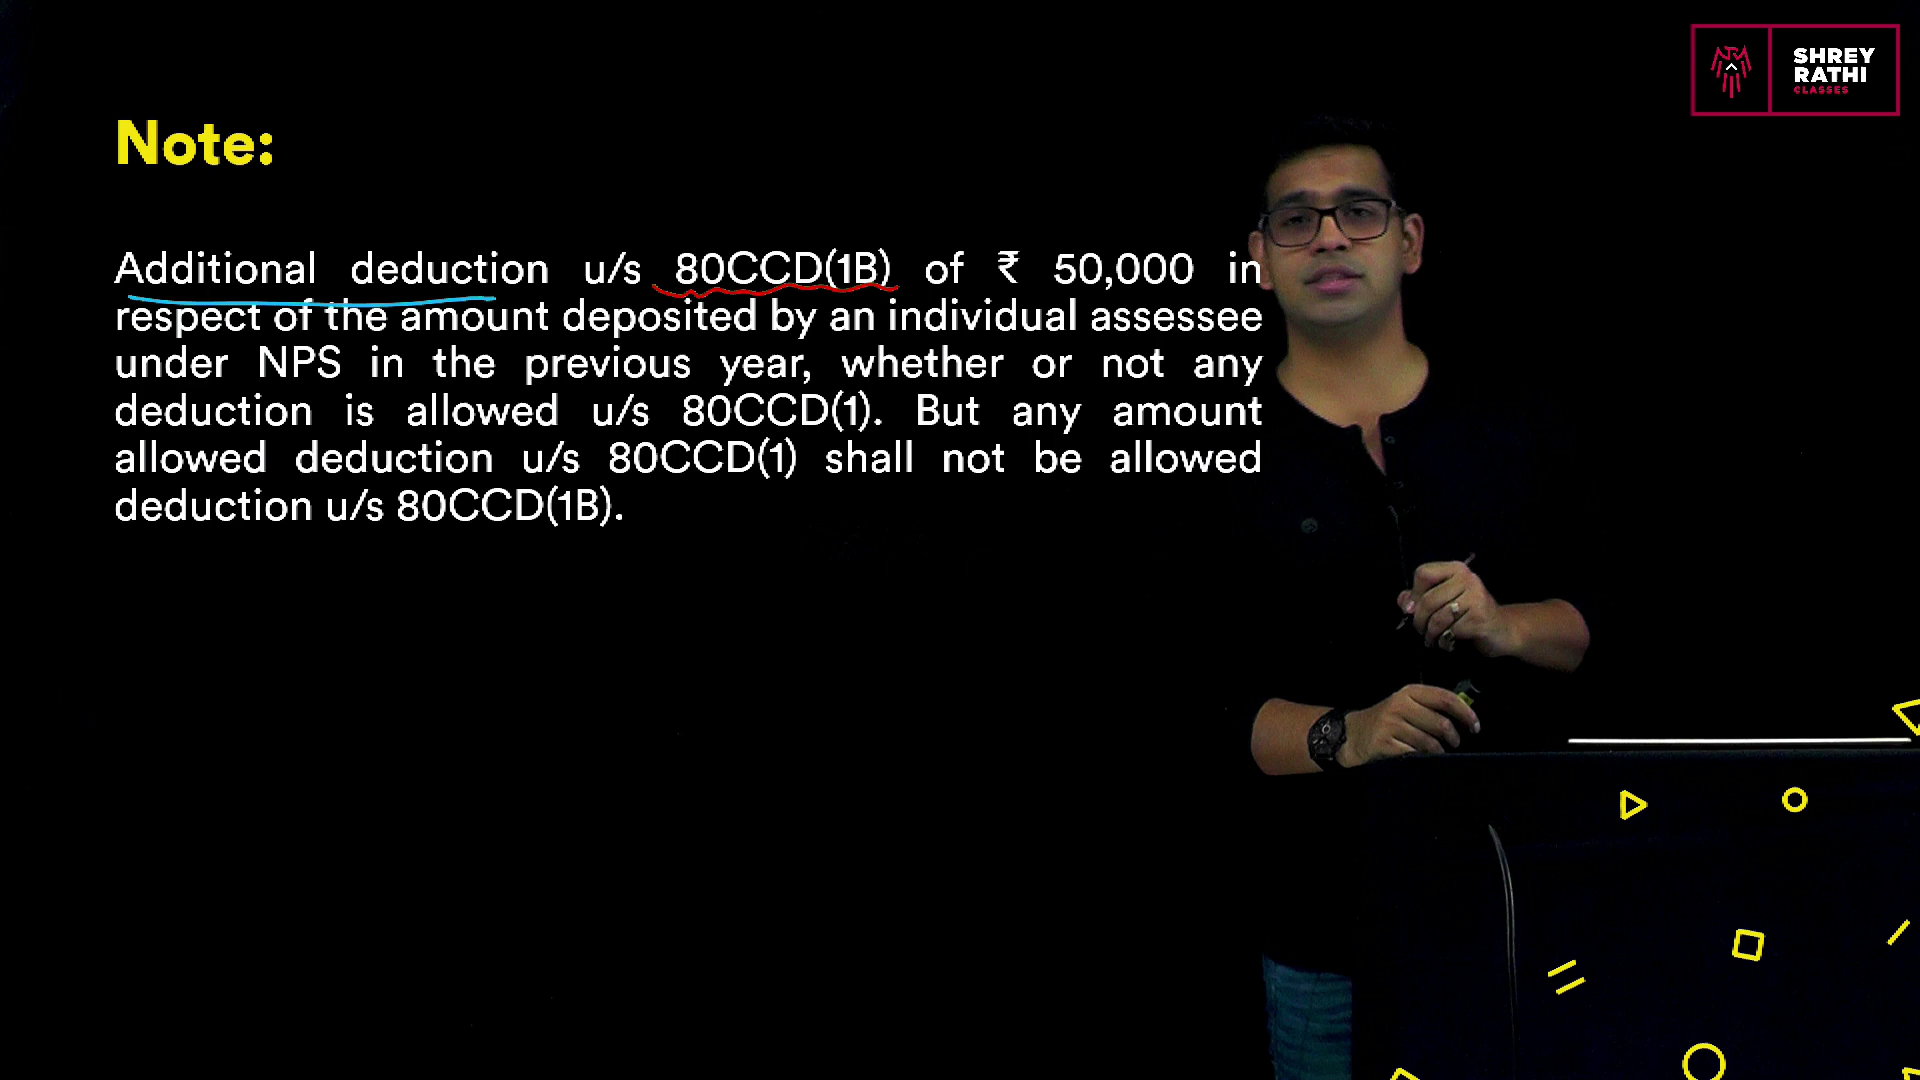 SHREY
RATHI
CLASSES
Note:
Additional deduction u/s 80CCD(1B) of ₹ 50,000 in
respect of the amount deposited by an individual assessee
under NPS in the previous year, whether or not any
deduction is allowed u/s 80CCD(1). But any amount
allowed deduction u/s 80CCD(1) shall not be allowed
deduction u/s 80CCD(1B).